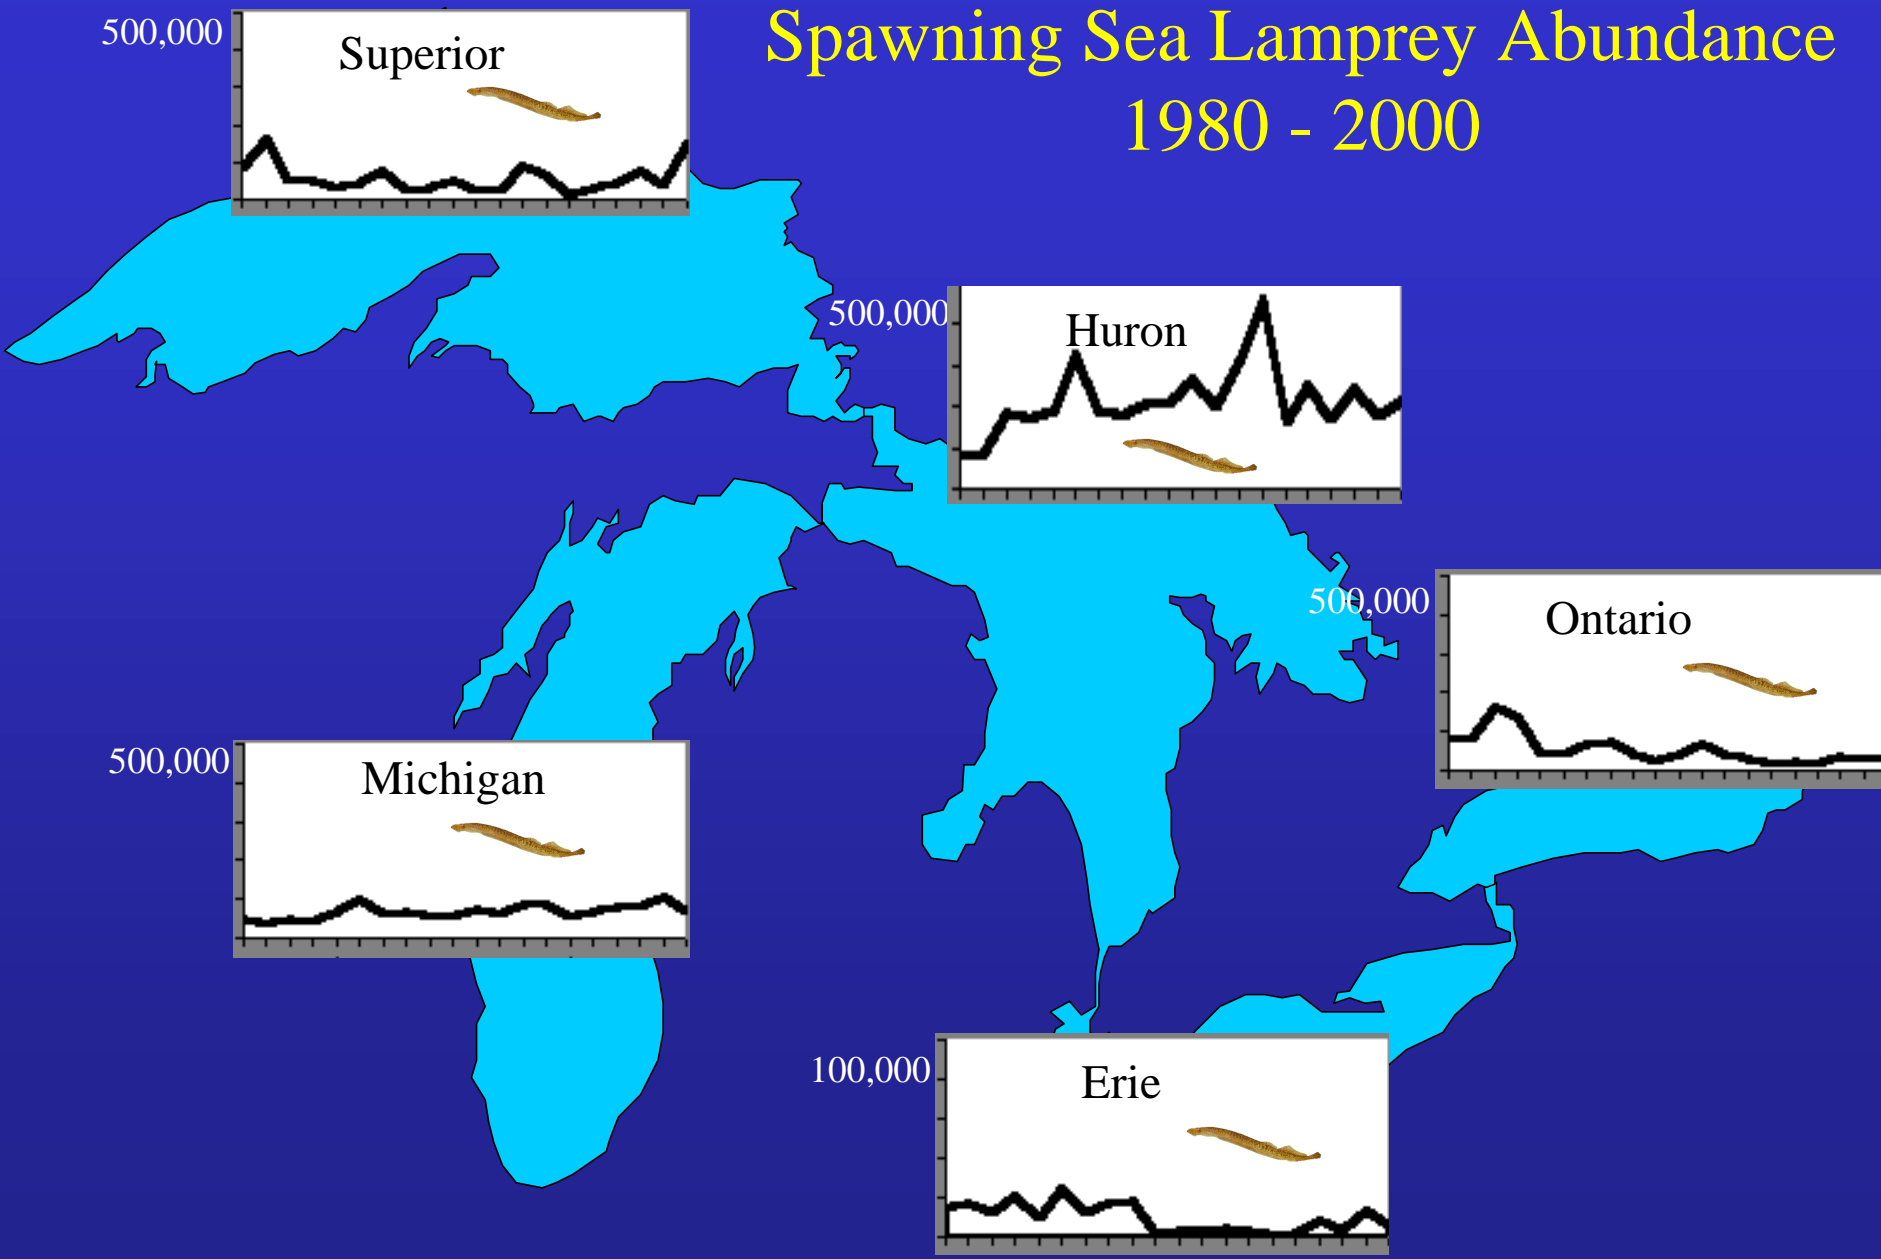 Spawning Sea Lamprey Abundance
1980 - 2000
500,000
Superior
500,000
Huron
500,000
Ontario
500,000
Michigan
100,000
Erie